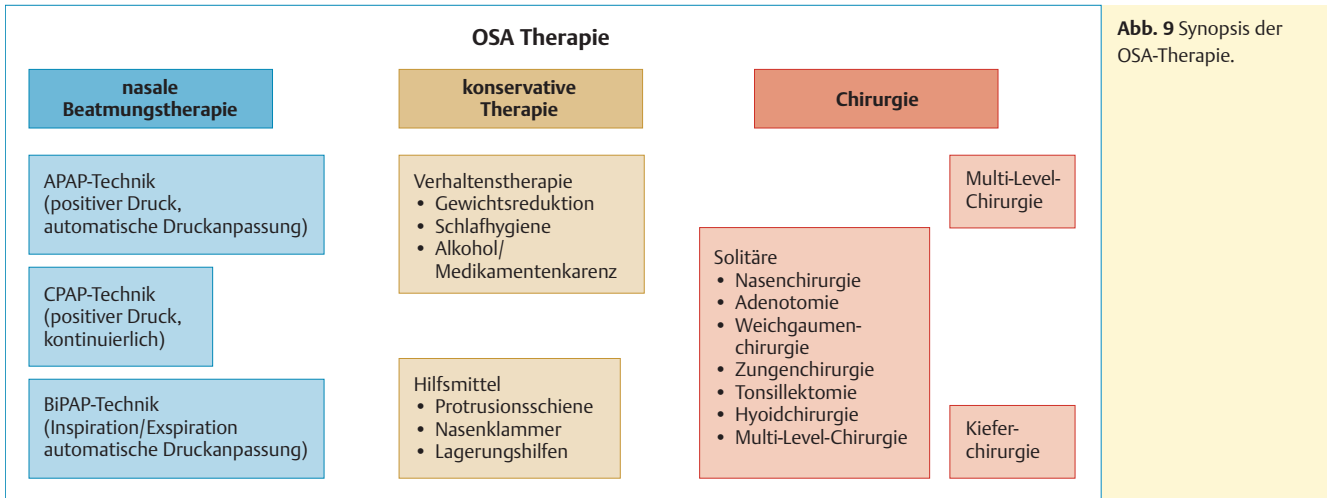 OSA Therapie
nasale
Beatmungstherapie
APAP-Technik
(positiver Druck,
automatische Druckanpassung)
CPAP-Technik
(positiver Druck,
kontinuierlich)
BiPAP-Technik
(Inspiration/Exspiration
automatische Druckanpassung)
konservative
Therapie
Verhaltenstherapie
• Gewichtsreduktion
• Schlafhygiene
• Alkohol/
Medikamentenkarenz
Hilfsmittel
• Protrusionsschiene
• Nasenklammer
• Lagerungshilfen
Chirurgie
Solitäre
• Nasenchirurgie
• Adenotomie
• Weichgaumen-
chirurgie
• Zungenchirurgie
• Tonsillektomie
• Hyoidchirurgie
• Multi-Level-Chirurgie
Multi-Level-
Chirurgie
Kiefer-
chirurgie
Abb. 9 Synopsis der
OSA-Therapie.